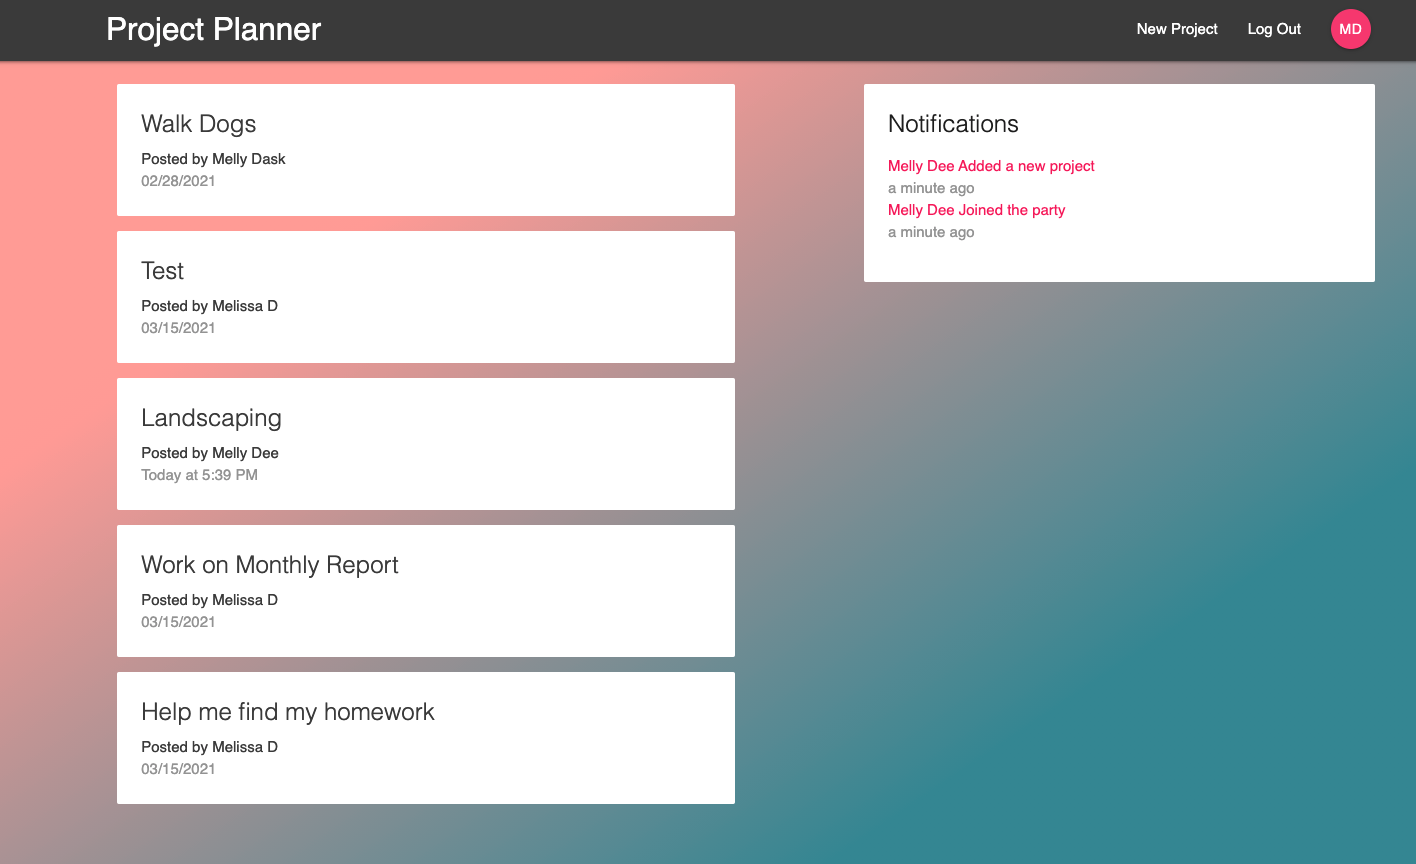 Project Planner
New Project
Log Out
MD
Walk Dogs
Posted by Melly Dask
02/28/2021
Test
Posted by Melissa D
03/15/2021
Landscaping
Posted by Melly Dee
Today at 5:39 PM
Work on Monthly Report
Posted by Melissa D
03/15/2021
Help me find my homework
Posted by Melissa D
03/15/2021
Notifications
Melly Dee Added a new project
a minute ago
Melly Dee Joined the party
a minute ago